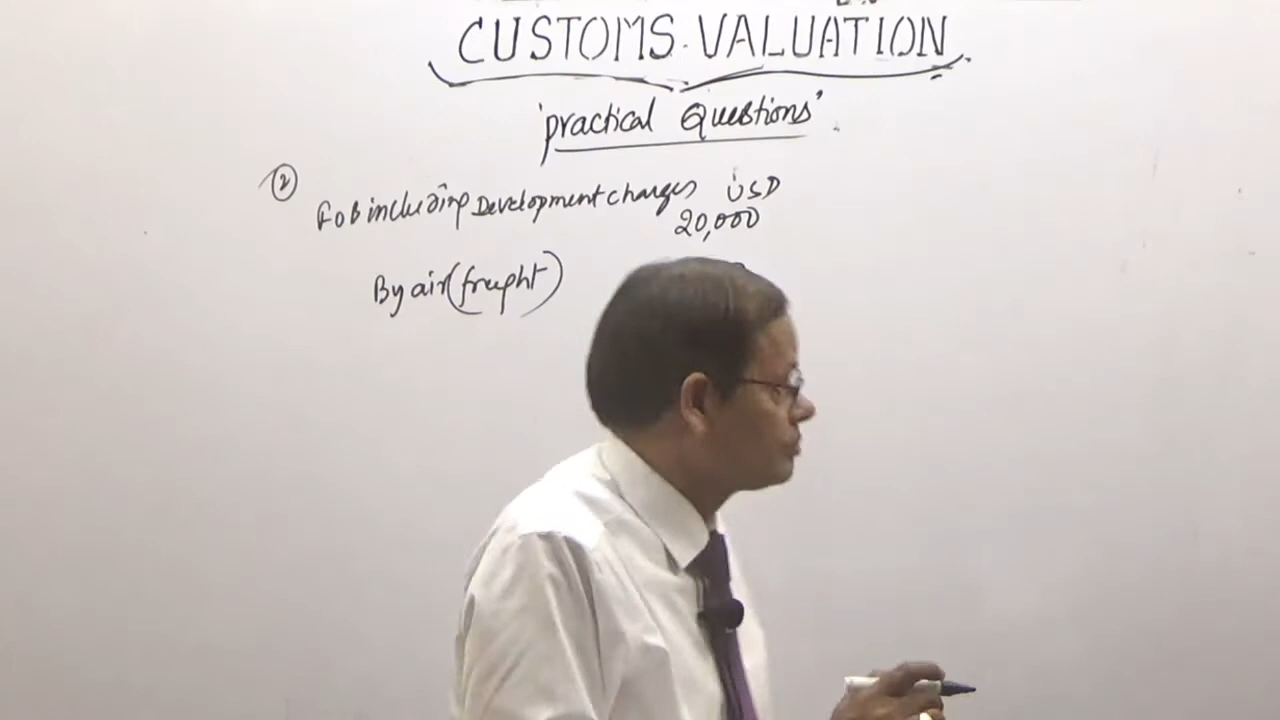 CUSTOMS VALUATION
'practical Questions'
② FOB including Development charges USD
20,000
By air (freight)